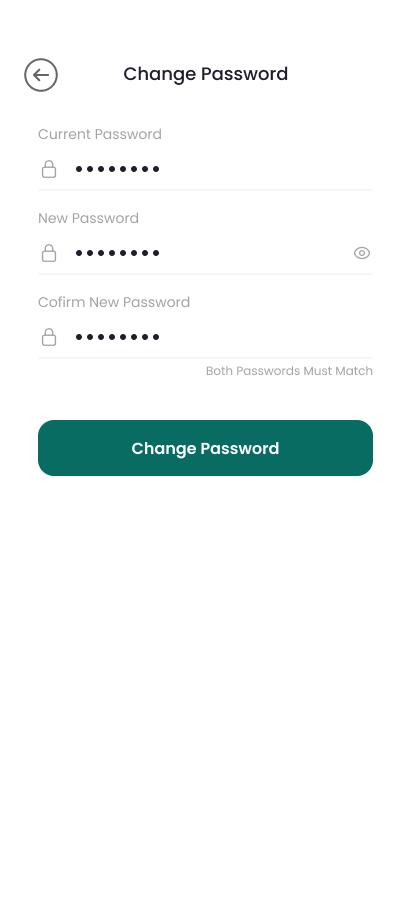 Change Password
Current Password
••••••••
New Password
••••••••
Cofirm New Password
••••••••
Both Passwords Must Match
Change Password